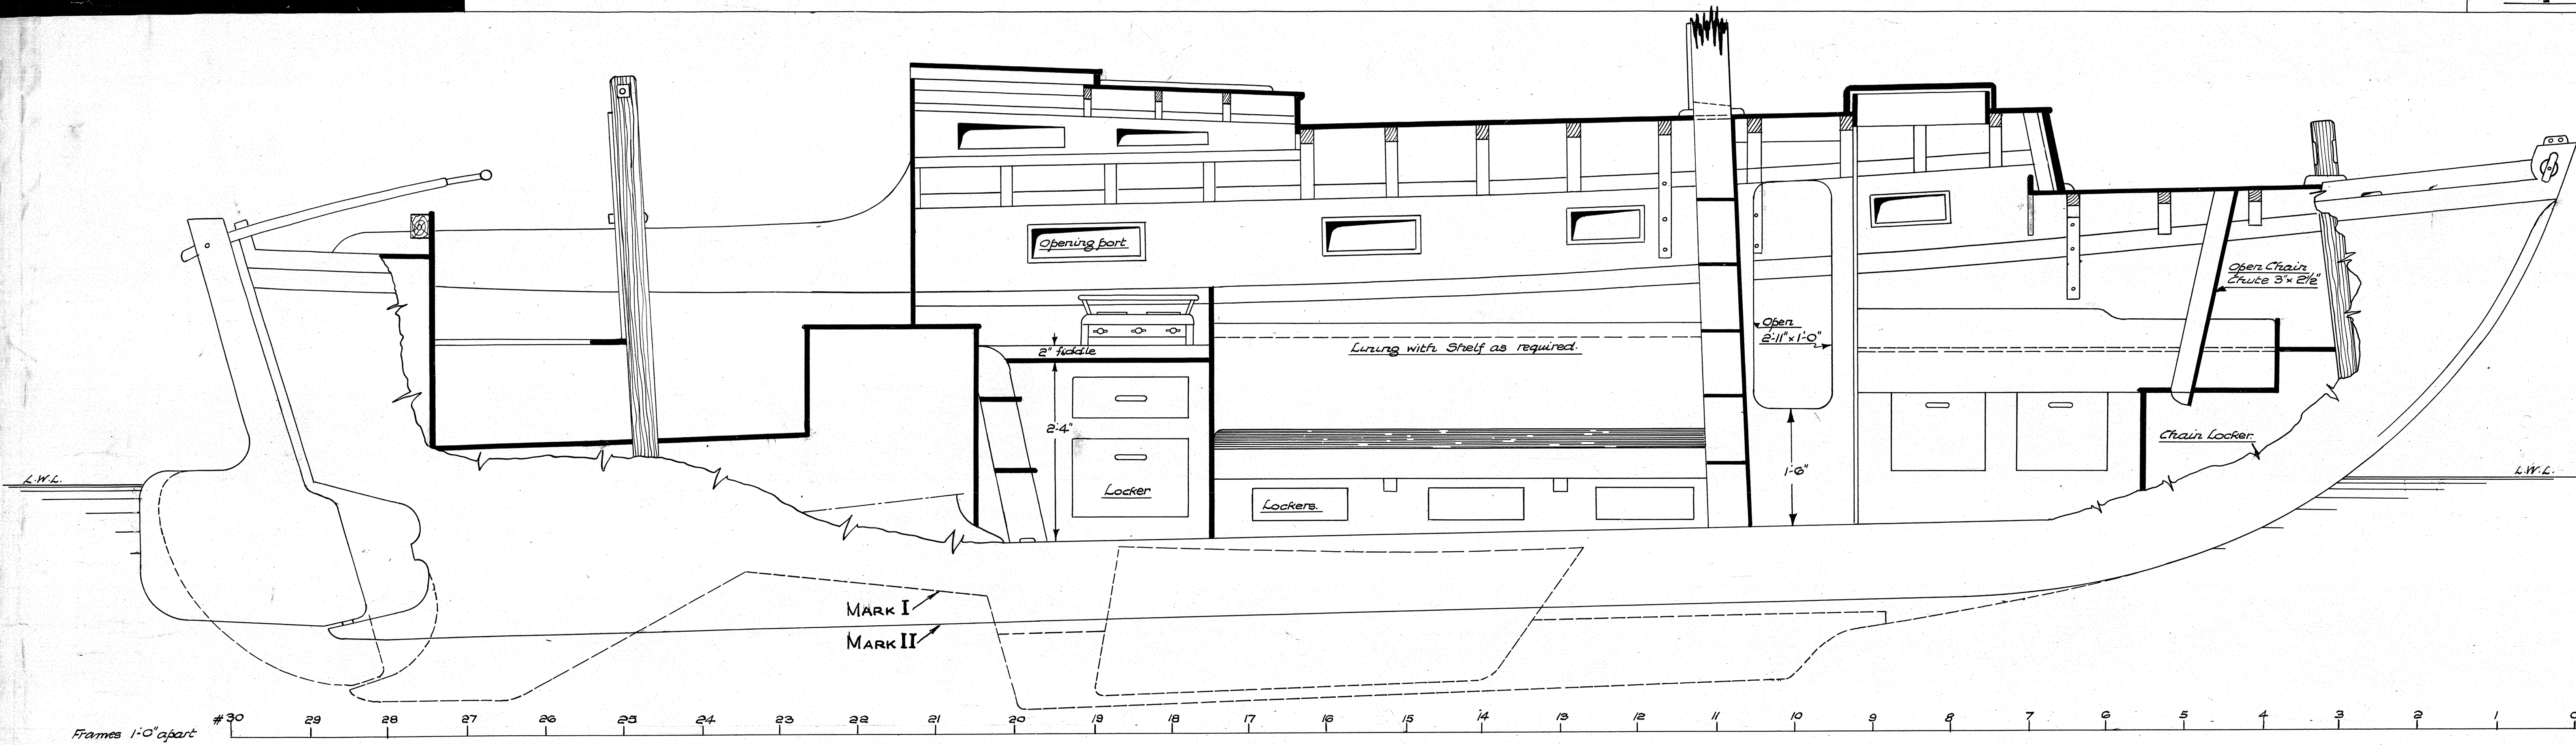 Opening port
Open Chain
Chute 3" x 2½"
2" fiddle
Lining with Shelf as required.
Open
2'-11" x 1'-0"
2'-4"
Chain Locker.
1'-6"
L.W.L.
L.W.L.
Locker
Lockers.
MARK I
MARK II
Frames 1'-0" apart
#30 29 28 27 26 25 24 23 22 21 20 19 18 17 16 15 14 13 12 11 10 9 8 7 6 5 4 3 2 1 0